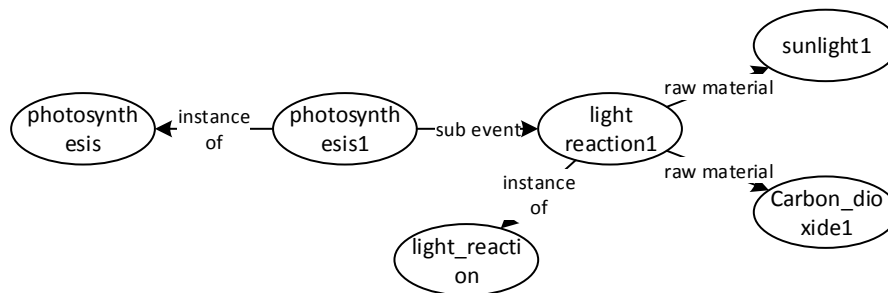 sunlight1
raw material
photosynth
esis
instance
of
photosynth
esis1
sub event
light
reaction1
raw material
instance
of
Carbon_dio
xide1
light_reacti
on